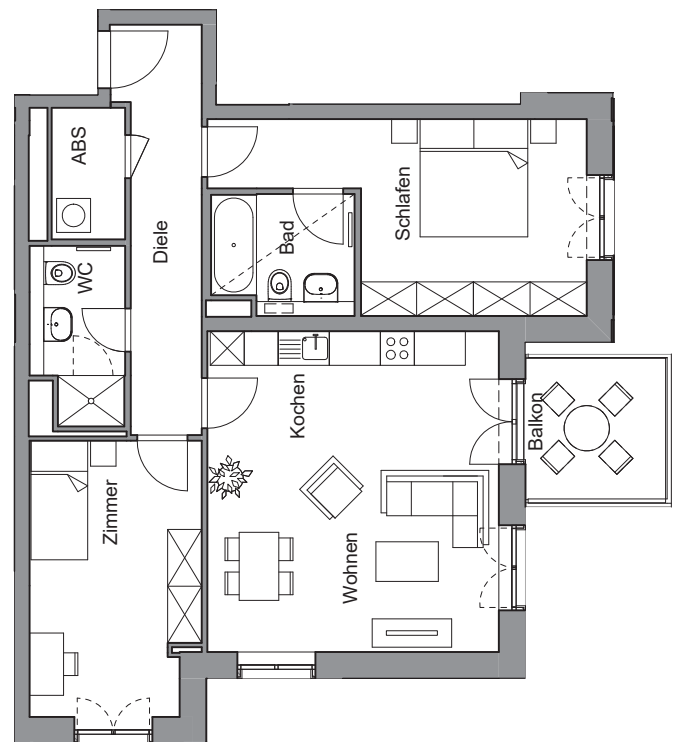 ABS
Diele
Schlafen
Bad
WC
Kochen
Balkon
Zimmer
Wohnen